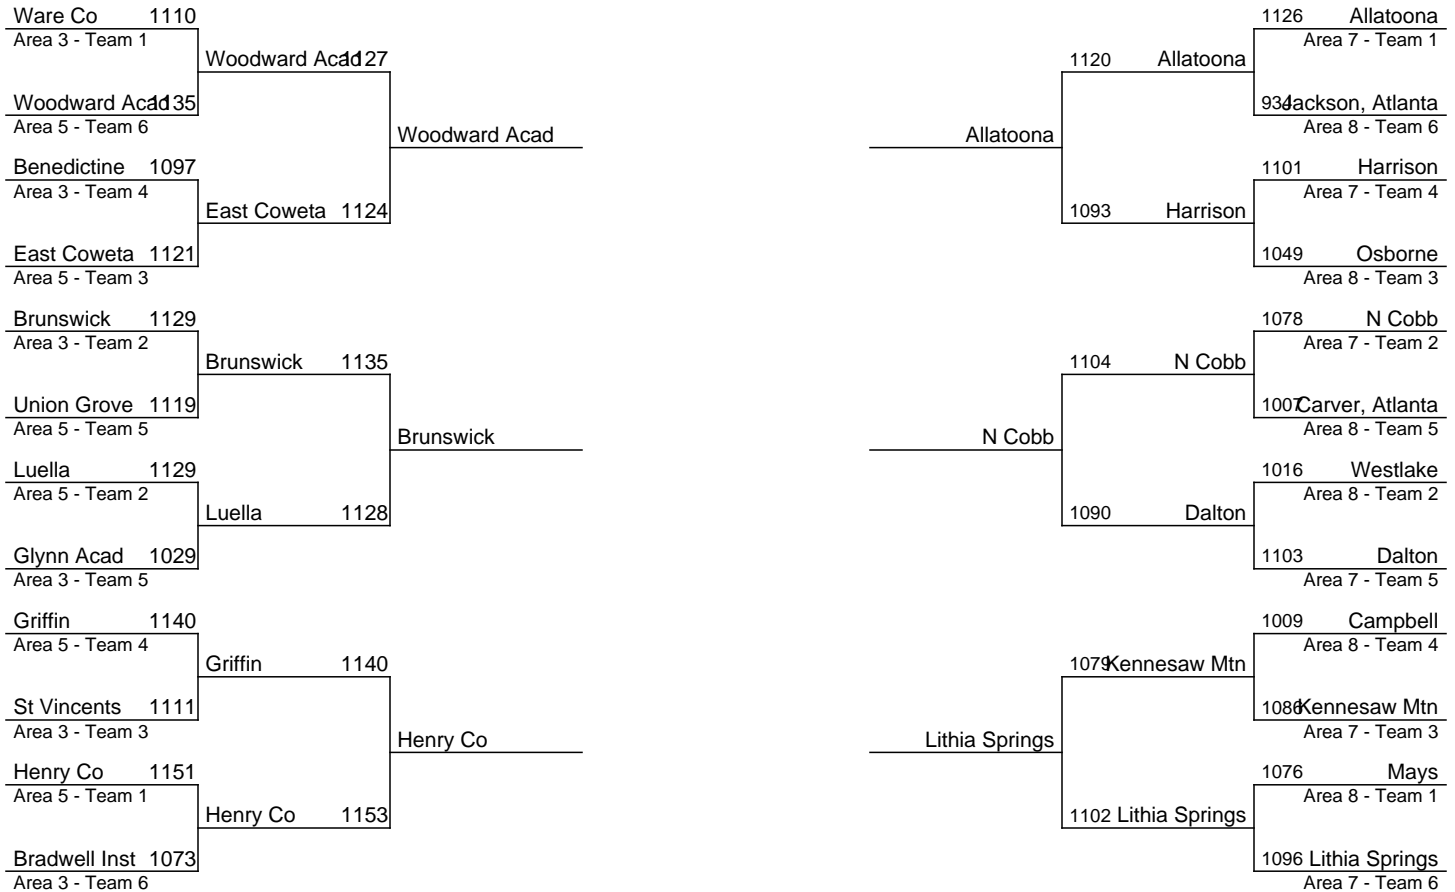 Ware Co 1110
Area 3 - Team 1
Woodward Acad 1127
Woodward Acad 1135
Area 5 - Team 6
Woodward Acad
Benedictine 1097
Area 3 - Team 4
East Coweta 1124
East Coweta 1121
Area 5 - Team 3
Brunswick 1129
Area 3 - Team 2
Brunswick 1135
Union Grove 1119
Area 5 - Team 5
Brunswick
Luella 1129
Area 5 - Team 2
Luella 1128
Glynn Acad 1029
Area 3 - Team 5
Griffin 1140
Area 5 - Team 4
Griffin 1140
St Vincents 1111
Area 3 - Team 3
Henry Co
Henry Co 1151
Area 5 - Team 1
Henry Co 1153
Bradwell Inst 1073
Area 3 - Team 6
1126 Allatoona
Area 7 - Team 1
1120 Allatoona
934 Jackson, Atlanta
Area 8 - Team 6
Allatoona
1101 Harrison
Area 7 - Team 4
1093 Harrison
1049 Osborne
Area 8 - Team 3
1078 N Cobb
Area 7 - Team 2
1104 N Cobb
1007 Carver, Atlanta
Area 8 - Team 5
N Cobb
1016 Westlake
Area 8 - Team 2
1090 Dalton
1103 Dalton
Area 7 - Team 5
1009 Campbell
Area 8 - Team 4
1079 Kennesaw Mtn
1086 Kennesaw Mtn
Area 7 - Team 3
Lithia Springs
1076 Mays
Area 8 - Team 1
1102 Lithia Springs
1096 Lithia Springs
Area 7 - Team 6